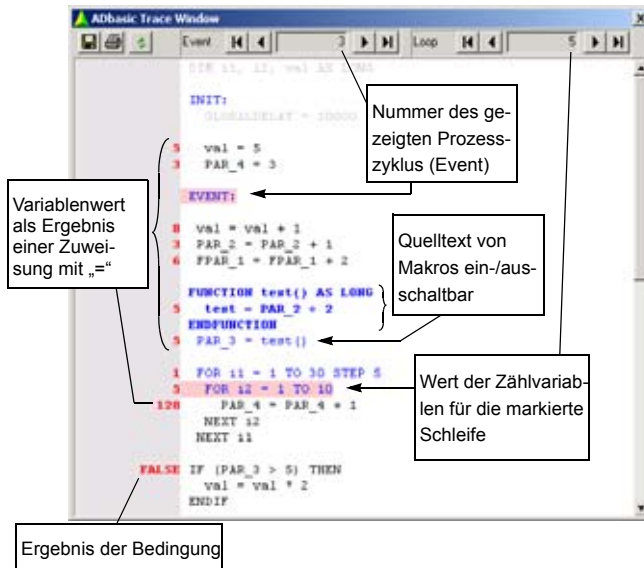 ADbasic Trace Window
Event 3 Loop 5
DIM i1, i2, val AS LONG
INIT:
GLOBALDELAY = 10000
5 val = 5
3 PAR_4 = 3
EVENT:
8 val = val + 1
3 PAR_2 = PAR_2 + 1
6 FPAR_1 = FPAR_1 + 2
FUNCTION test() AS LONG
5 test = PAR_2 + 2
ENDFUNCTION
5 PAR_3 = test()
1 FOR i1 = 1 TO 30 STEP 5
5 FOR i2 = 1 TO 10
128 PAR_4 = PAR_4 + 1
NEXT i2
NEXT i1
FALSE IF (PAR_3 > 5) THEN
val = val * 2
ENDIF
Nummer des ge-
zeigten Prozess-
zyklus (Event)
Variablenwert
als Ergebnis
einer Zuwei-
sung mit „=“
Quelltext von
Makros ein-/aus-
schaltbar
Wert der Zählvariab-
len für die markierte
Schleife
Ergebnis der Bedingung